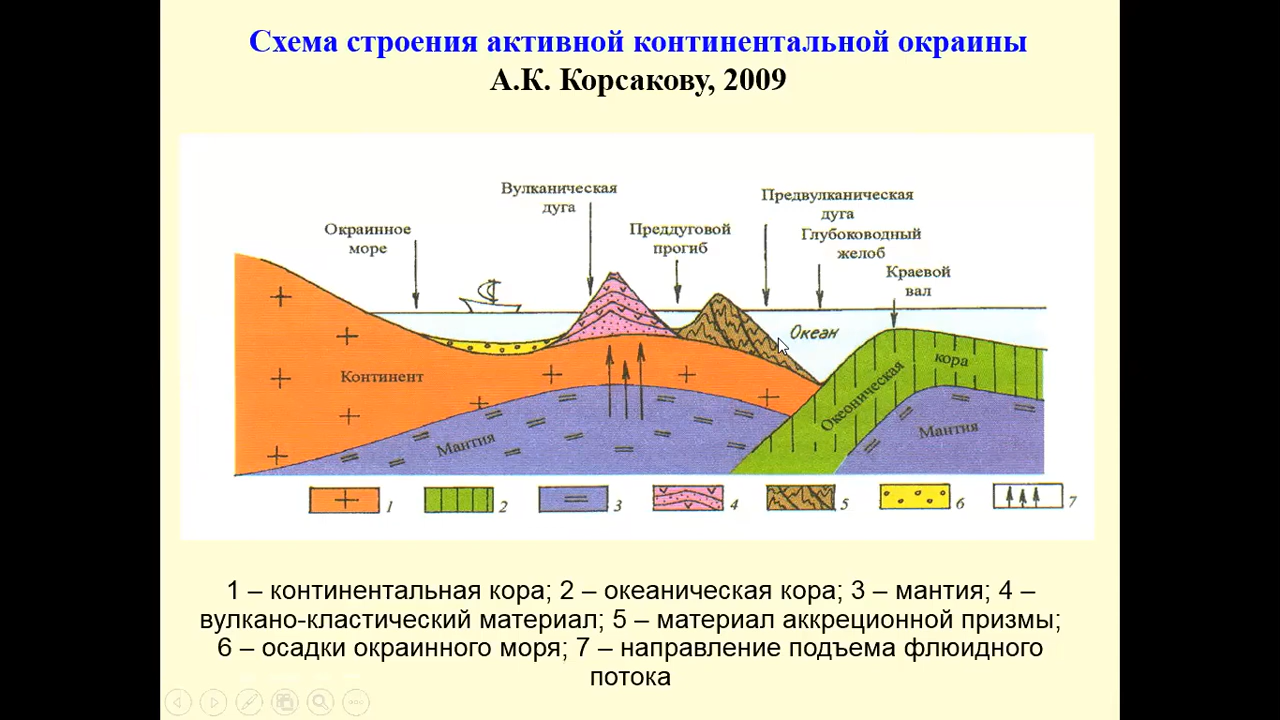 Схема строения активной континентальной окраины
А.К. Корсакову, 2009
Вулканическая
дуга
Предвулканическая
дуга
Окраинное
море
Преддуговой
прогиб
Глубоководный
желоб
Краевой
вал
Океан
Континент
Мантия
Океоническая
кора
Мантия
1
2
3
4
5
6
7
1 – континентальная кора; 2 – океаническая кора; 3 – мантия; 4 –
вулкано-кластический материал; 5 – материал аккреционной призмы;
6 – осадки окраинного моря; 7 – направление подъема флюидного
потока